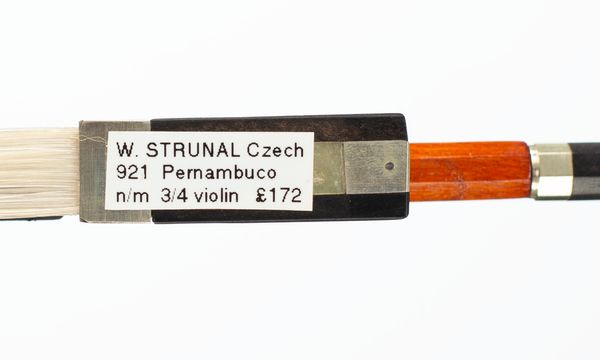 W. STRUNAL Czech
921 Pernambuco
n/m 3/4 violin £172